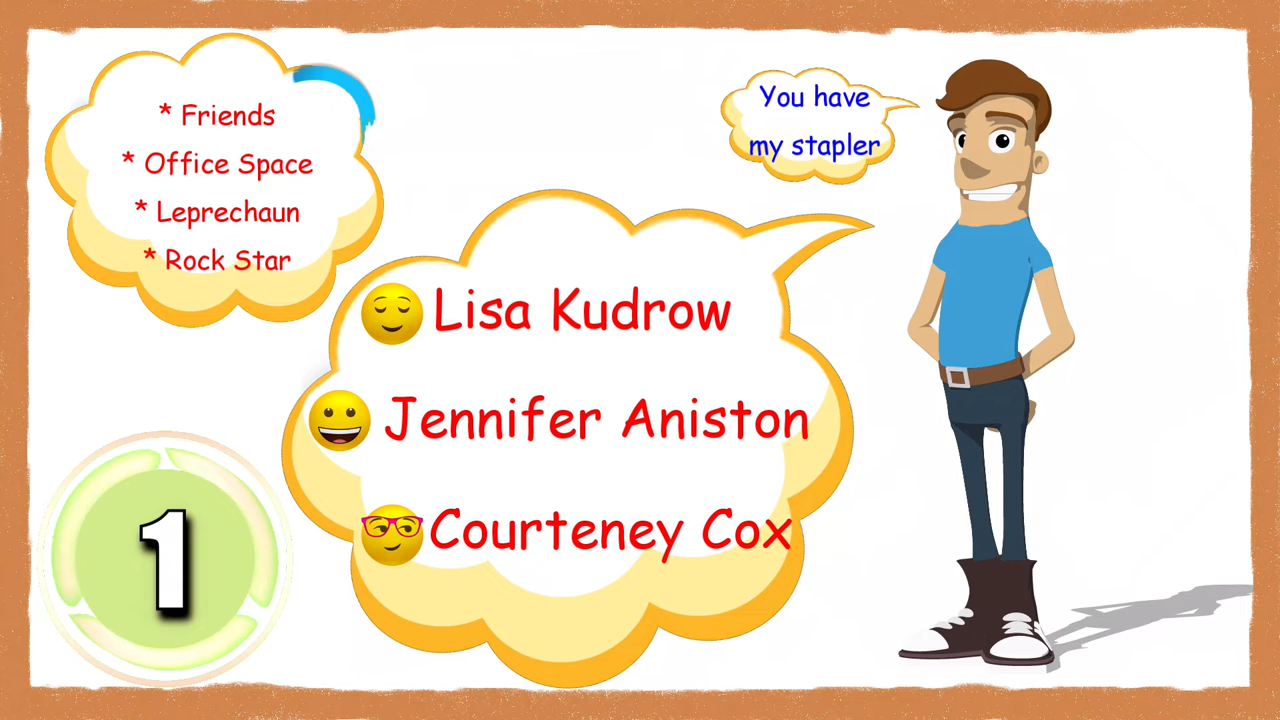 * Friends
* Office Space
* Leprechaun
* Rock Star
You have
my stapler
Lisa Kudrow
Jennifer Aniston
Courteney Cox
1